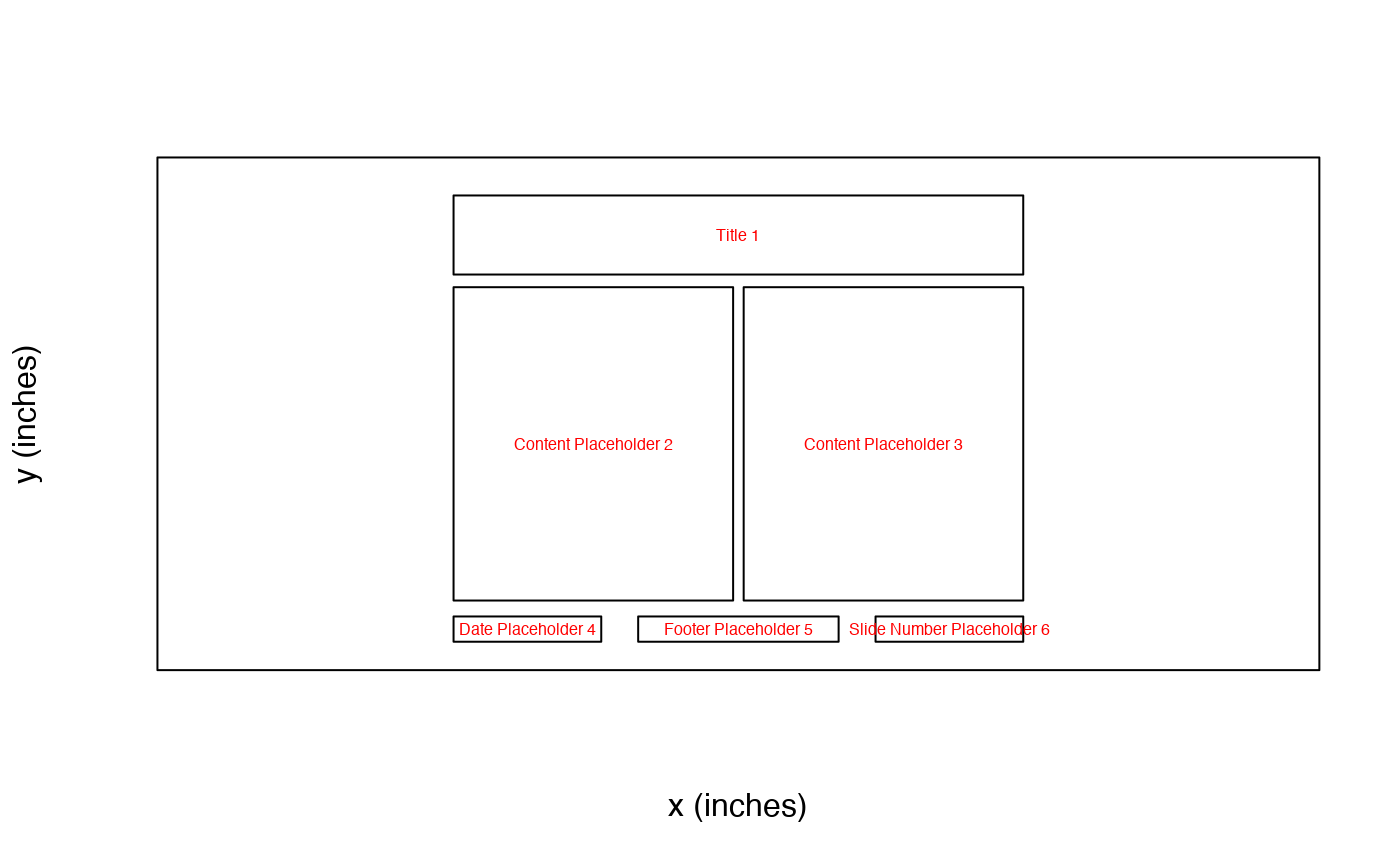 Title 1
Content Placeholder 2
Content Placeholder 3
Date Placeholder 4
Footer Placeholder 5
Slide Number Placeholder 6
y (inches)
x (inches)